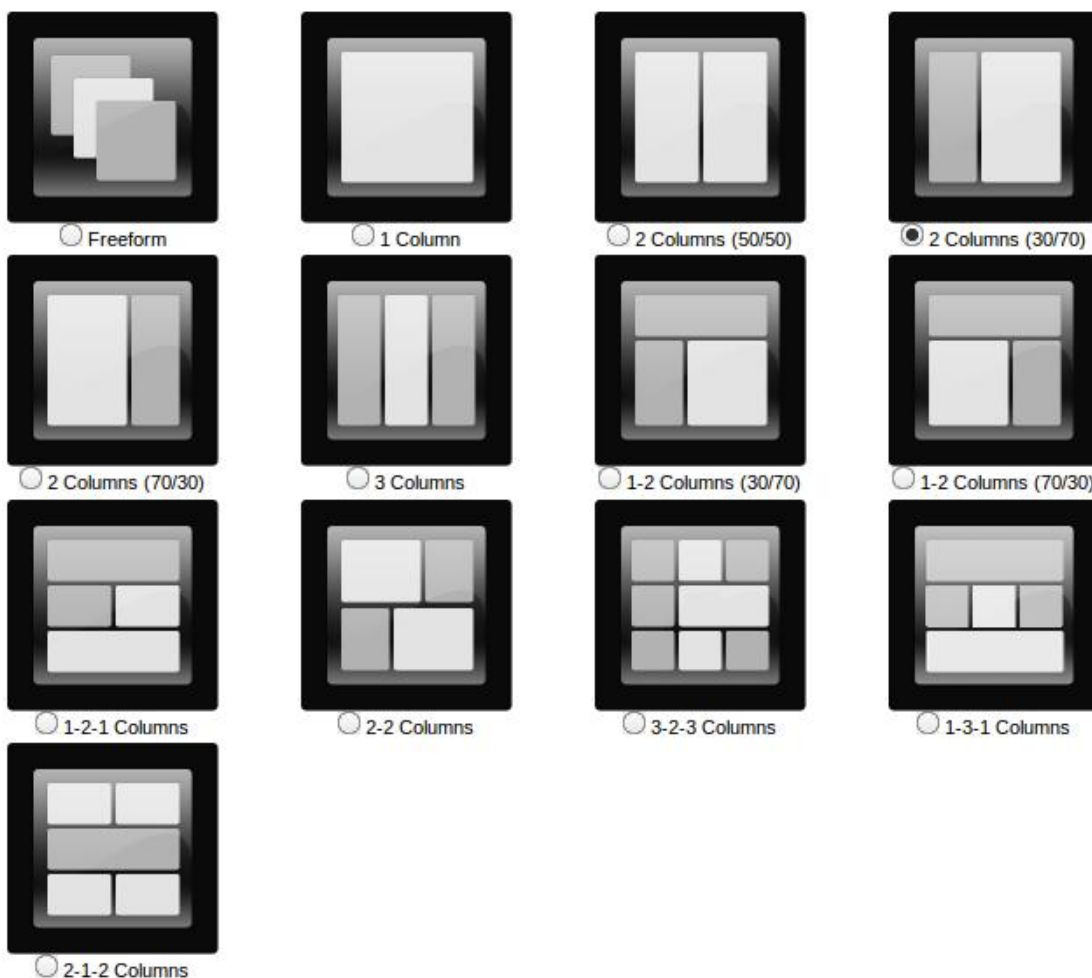 Freeform
1 Column
2 Columns (50/50)
2 Columns (30/70)
2 Columns (70/30)
3 Columns
1-2 Columns (30/70)
1-2 Columns (70/30)
1-2-1 Columns
2-2 Columns
3-2-3 Columns
1-3-1 Columns
2-1-2 Columns